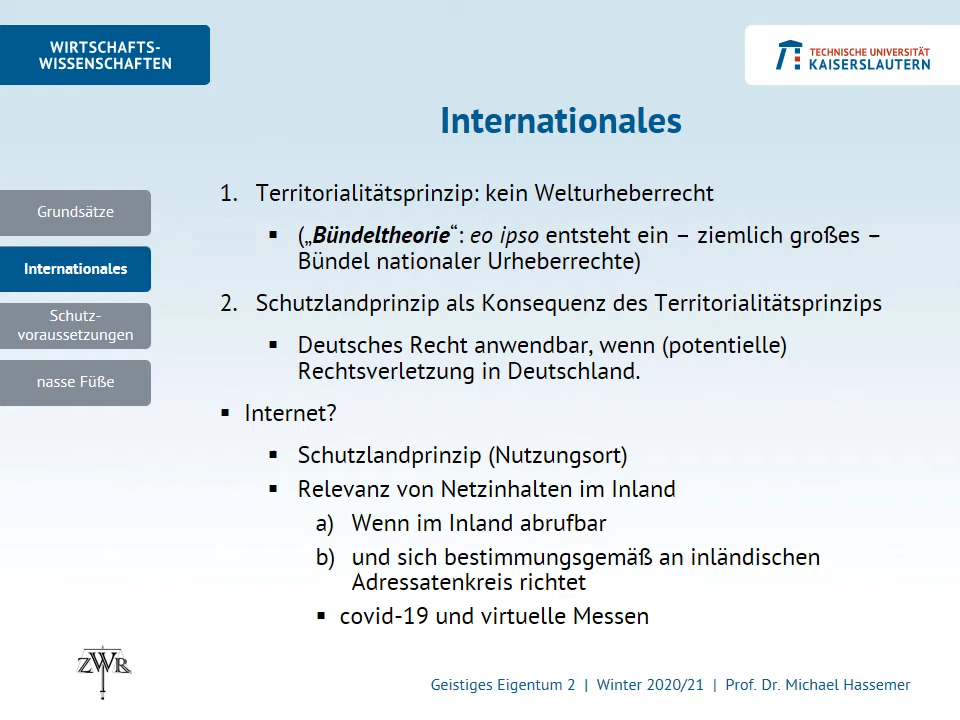 WIRTSCHAFTS-
WISSENSCHAFTEN
TECHNISCHE UNIVERSITÄT
KAISERSLAUTERN
Internationales
Grundsätze
Internationales
Schutz-
voraussetzungen
nasse Füße
1. Territorialitätsprinzip: kein Welturheberrecht
▪ („Bündeltheorie“: eo ipso entsteht ein – ziemlich großes –
Bündel nationaler Urheberrechte)
2. Schutzlandprinzip als Konsequenz des Territorialitätsprinzips
▪ Deutsches Recht anwendbar, wenn (potentielle)
Rechtsverletzung in Deutschland.
▪ Internet?
▪ Schutzlandprinzip (Nutzungsort)
▪ Relevanz von Netzinhalten im Inland
a) Wenn im Inland abrufbar
b) und sich bestimmungsgemäß an inländischen
Adressatenkreis richtet
▪ covid-19 und virtuelle Messen
ZWR
Geistiges Eigentum 2 | Winter 2020/21 | Prof. Dr. Michael Hassemer